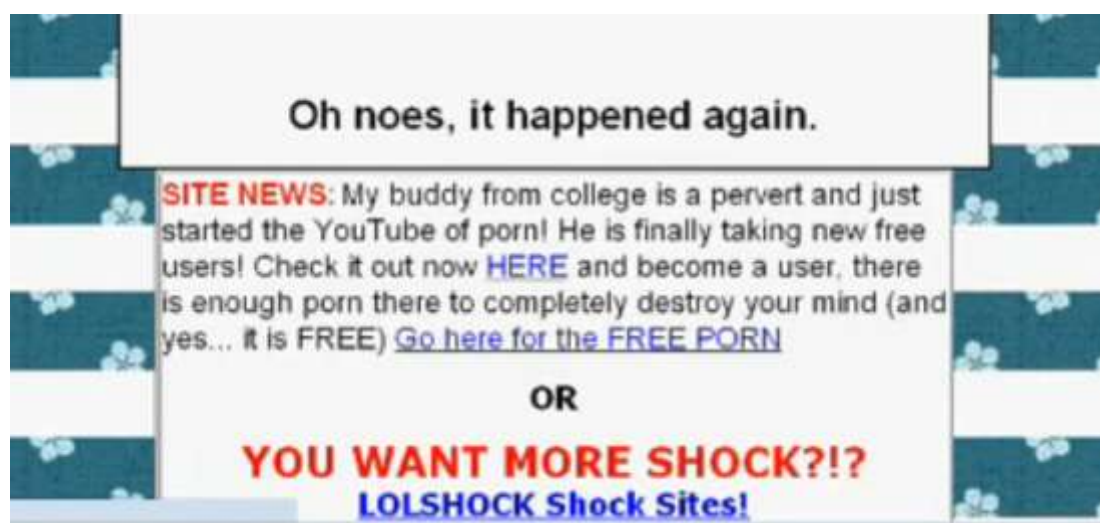 Oh noes, it happened again.
SITE NEWS: My buddy from college is a pervert and just
started the YouTube of porn! He is finally taking new free
users! Check it out now HERE and become a user, there
is enough porn there to completely destroy your mind (and
yes... it is FREE) Go here for the FREE PORN
OR
YOU WANT MORE SHOCK?!?
LOLSHOCK Shock Sites!